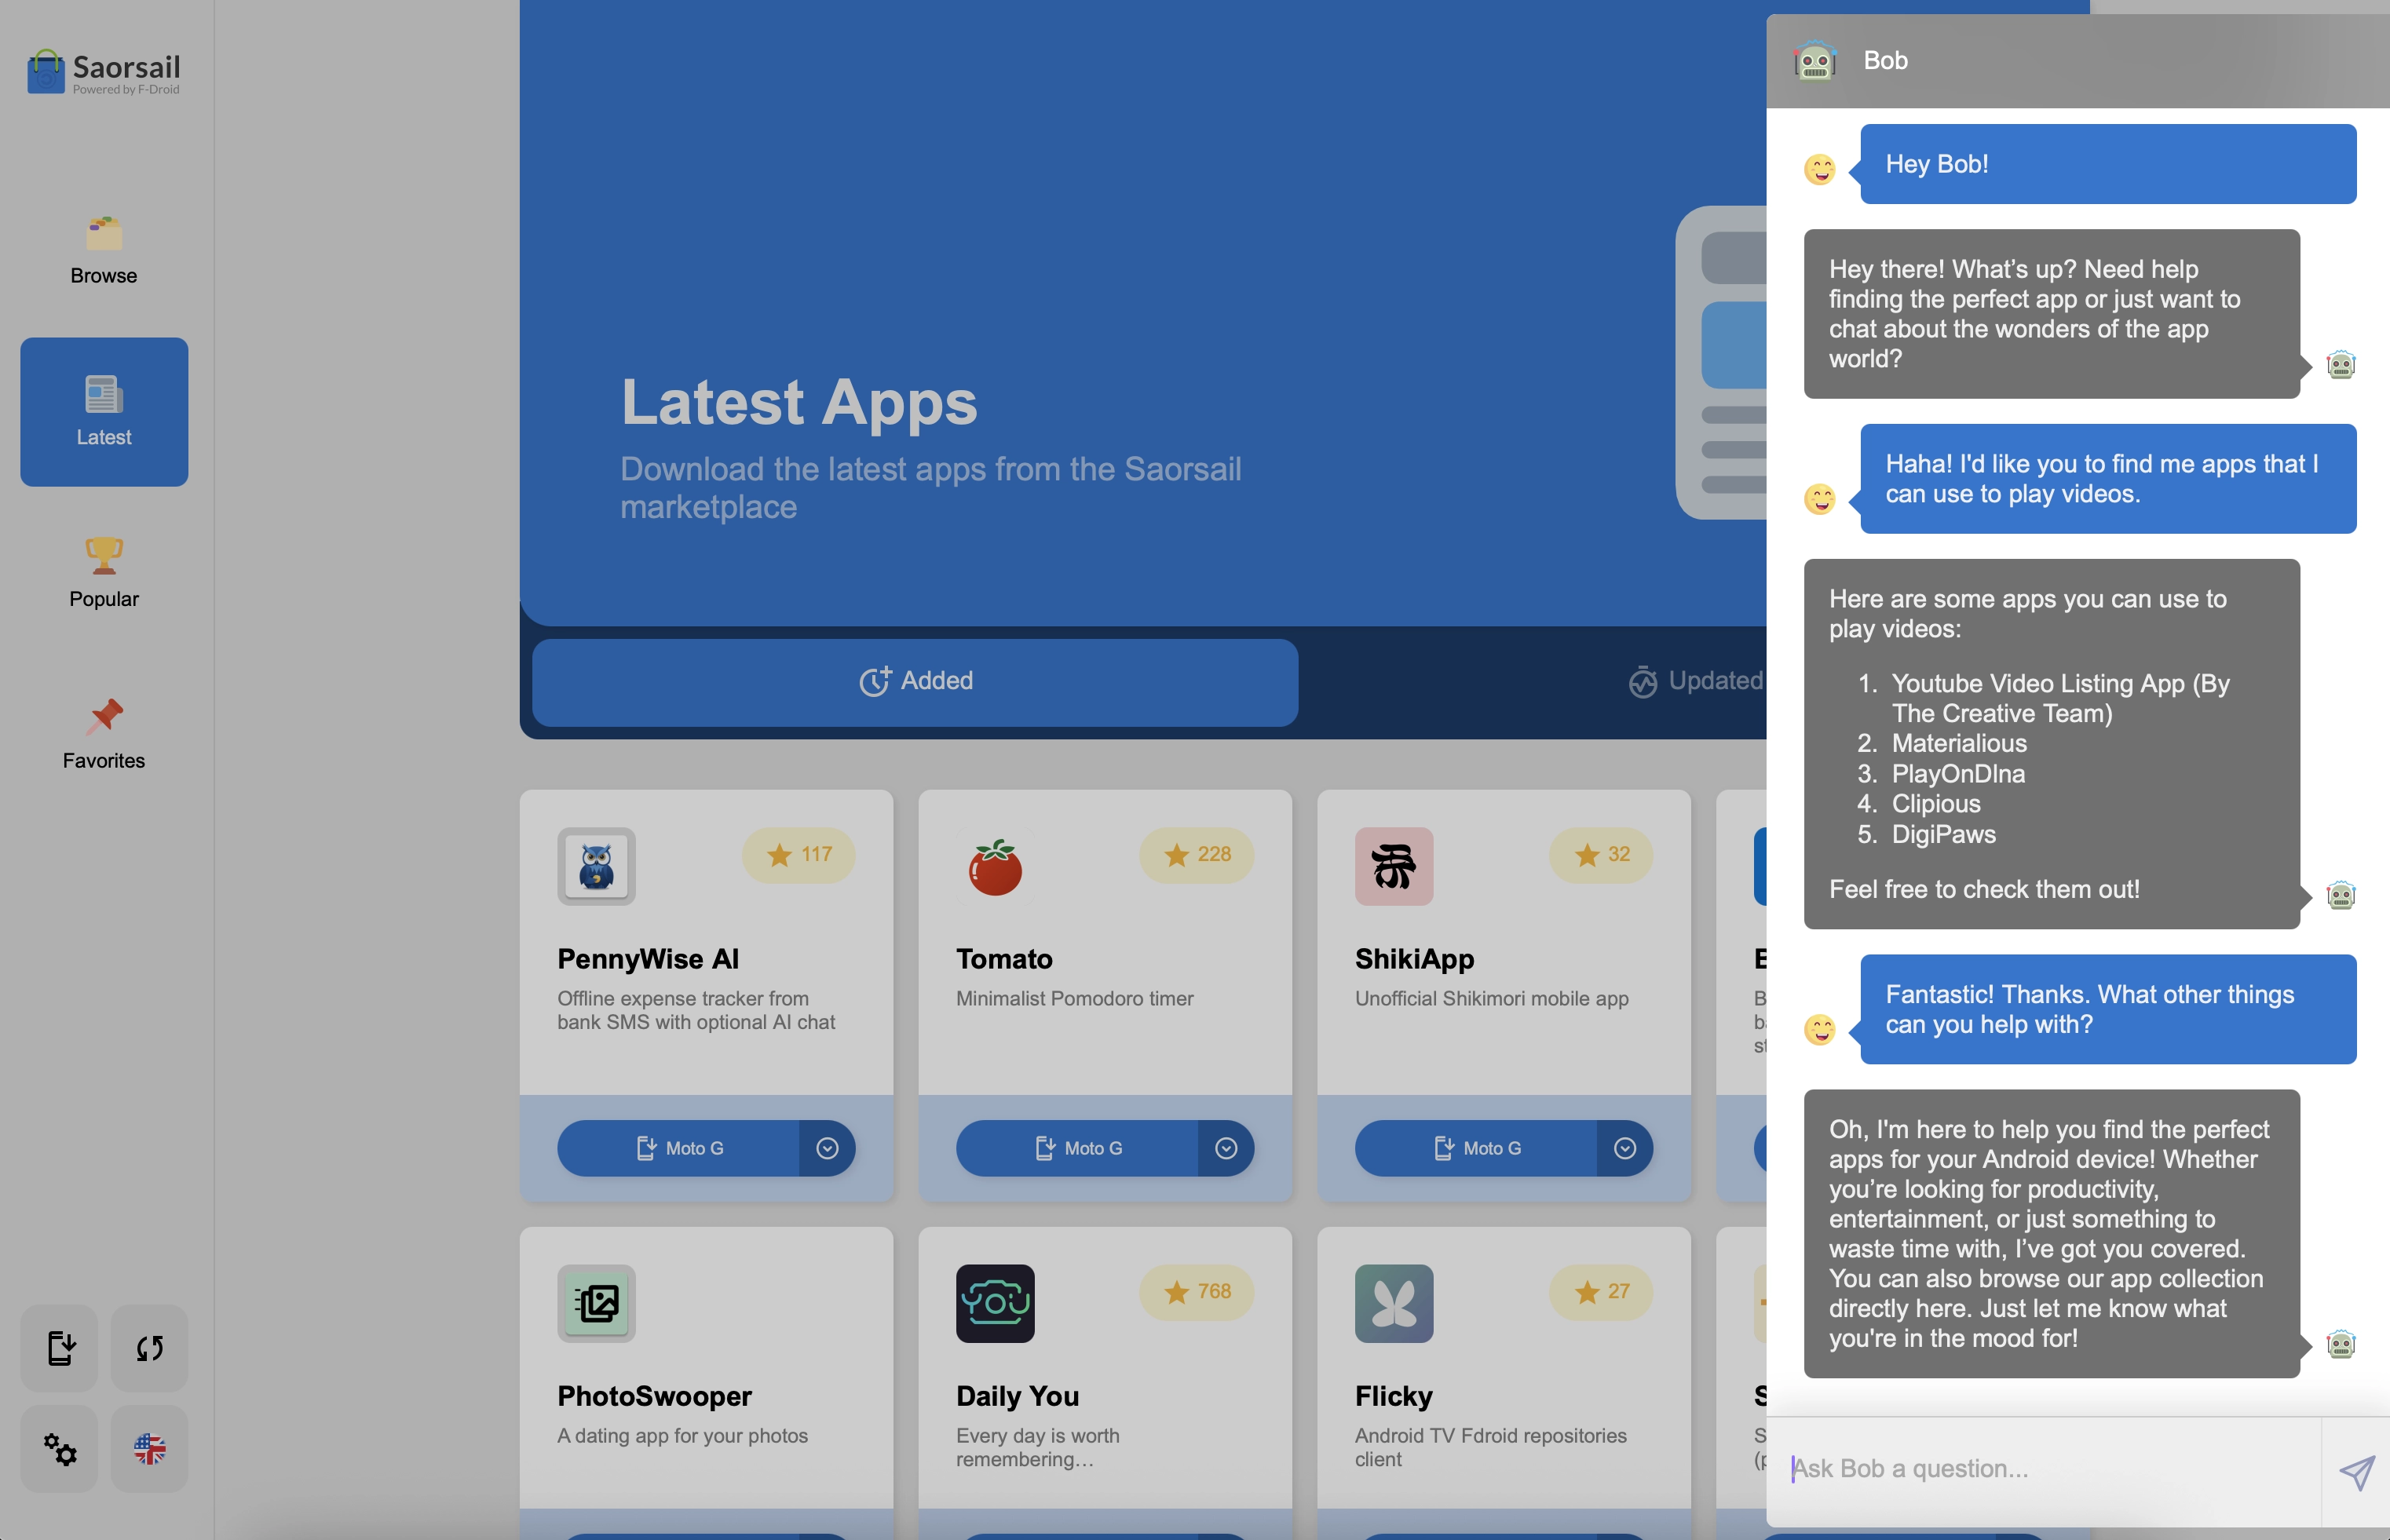 Saorsail
Powered by F-Droid
Browse
Latest
Popular
Favorites
Latest Apps
Download the latest apps from the Saorsail
marketplace
Added
Updated
117
PennyWise AI
Offline expense tracker from
bank SMS with optional AI chat
Moto G
228
Tomato
Minimalist Pomodoro timer
Moto G
32
ShikiApp
Unofficial Shikimori mobile app
Moto G
PhotoSwooper
A dating app for your photos
768
Daily You
Every day is worth
remembering...
27
Flicky
Android TV Fdroid repositories
client
Bob
Hey Bob!
Hey there! What’s up? Need help
finding the perfect app or just want to
chat about the wonders of the app
world?
Haha! I'd like you to find me apps that I
can use to play videos.
Here are some apps you can use to
play videos:
1. Youtube Video Listing App (By
The Creative Team)
2. Materialious
3. PlayOnDlna
4. Clipious
5. DigiPaws
Feel free to check them out!
Fantastic! Thanks. What other things
can you help with?
Oh, I'm here to help you find the perfect
apps for your Android device! Whether
you’re looking for productivity,
entertainment, or just something to
waste time with, I’ve got you covered.
You can also browse our app collection
directly here. Just let me know what
you're in the mood for!
Ask Bob a question...